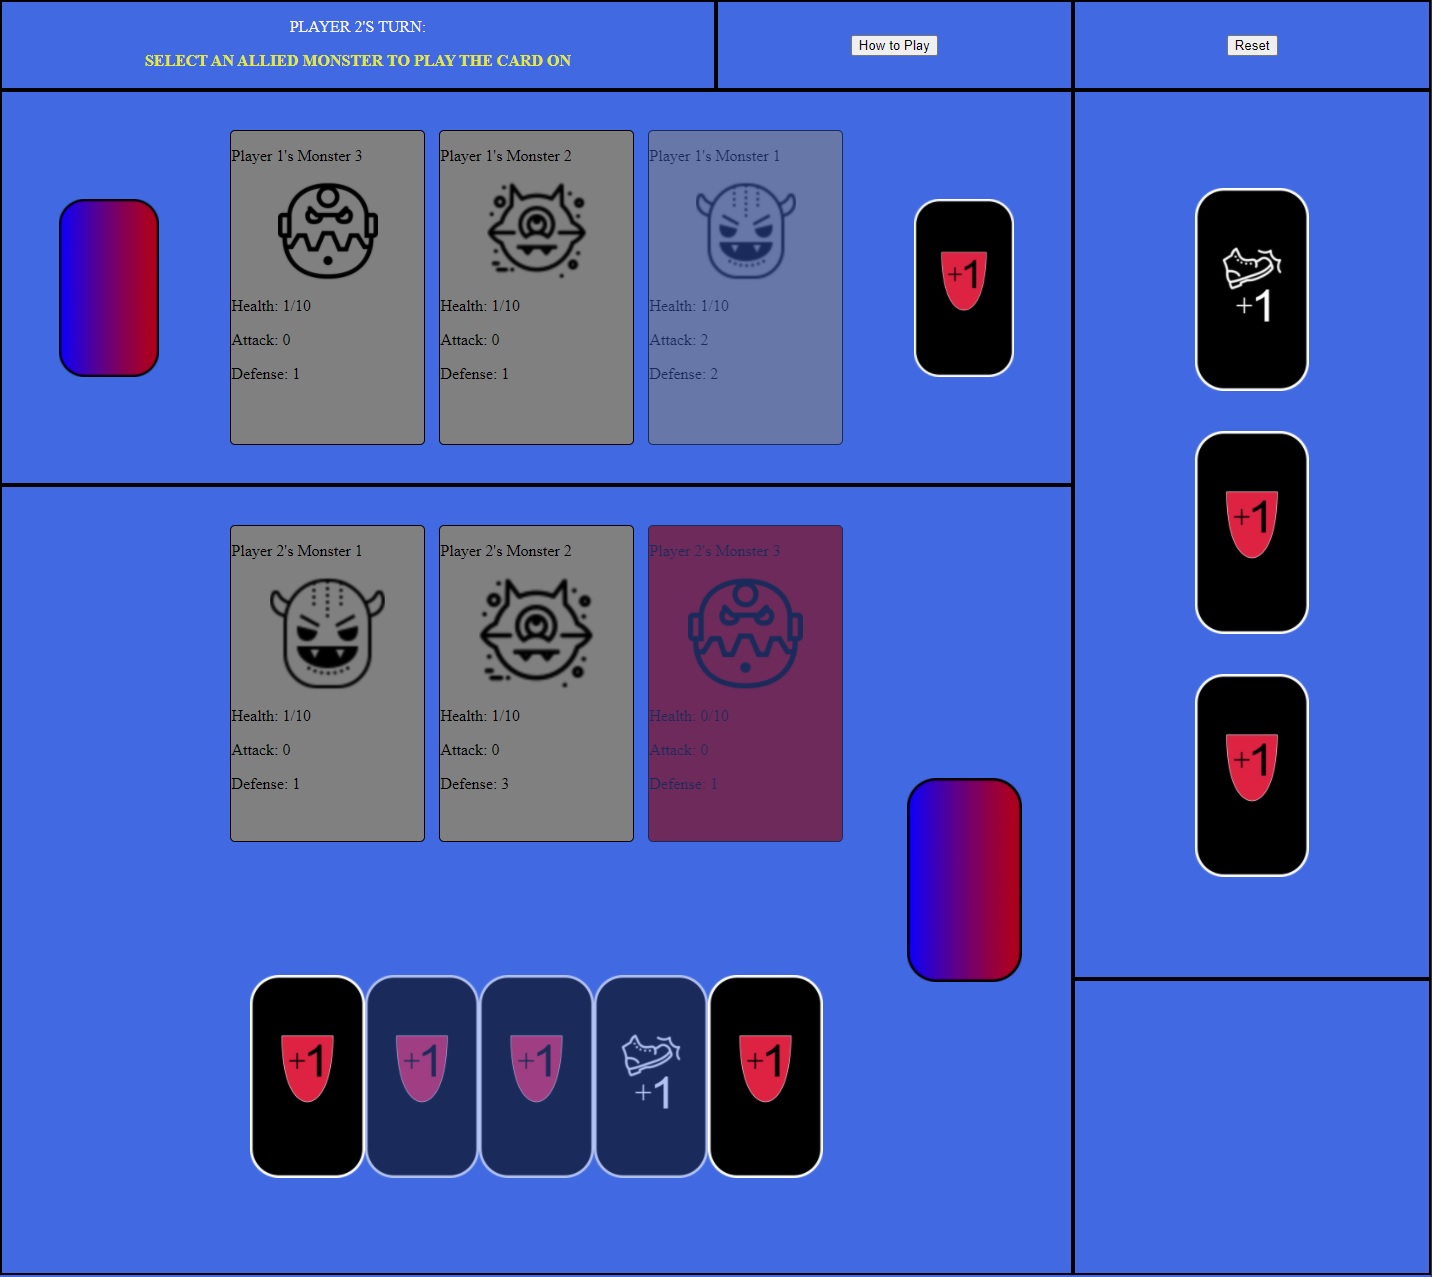 PLAYER 2'S TURN:
SELECT AN ALLIED MONSTER TO PLAY THE CARD ON
How to Play
Reset
Player 1's Monster 3
Health: 1/10
Attack: 0
Defense: 1
Player 1's Monster 2
Health: 1/10
Attack: 0
Defense: 1
Player 1's Monster 1
Health: 1/10
Attack: 2
Defense: 2
+1
Player 2's Monster 1
Health: 1/10
Attack: 0
Defense: 1
Player 2's Monster 2
Health: 1/10
Attack: 0
Defense: 3
Player 2's Monster 3
Health: 0/10
Attack: 0
Defense: 1
+1
+1
+1
+1
+1
+1
+1
+1